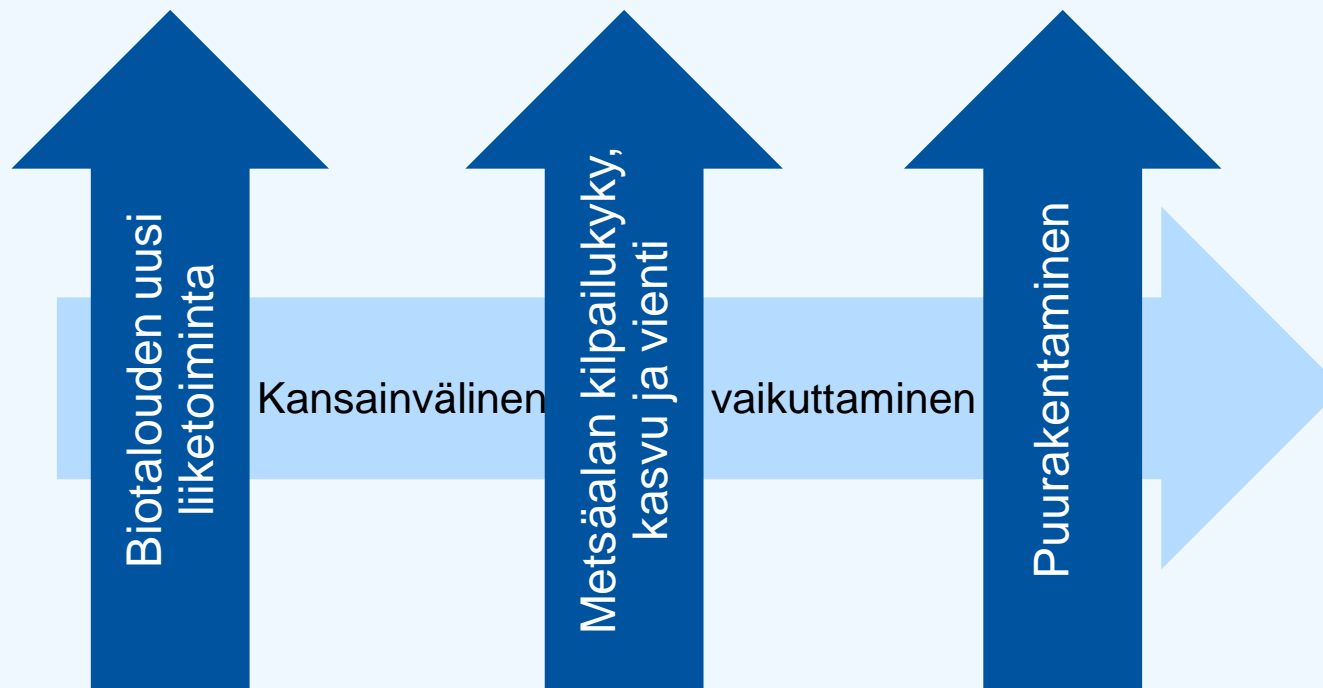 Biotalouden uusi
liiketoiminta
Kansainvälinen
Metsäalan kilpailukyky,
kasvu ja vienti
vaikuttaminen
Puurakentaminen